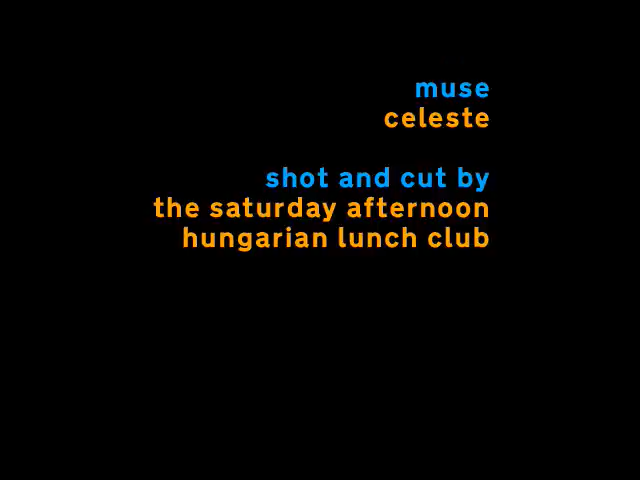 muse
celeste
shot and cut by
the saturday afternoon
hungarian lunch club